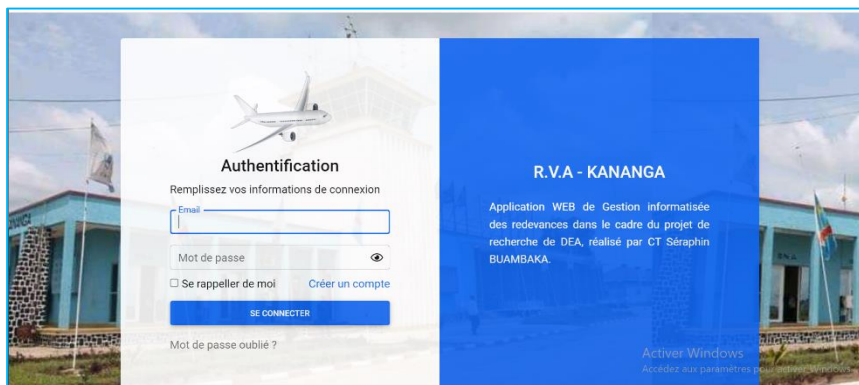 Authentification
Remplissez vos informations de connexion
Email
Mot de passe
Se rappeller de moi
Créer un compte
SE CONNECTER
Mot de passe oublié ?
R.V.A - KANANGA
Application WEB de Gestion informatisée
des redevances dans le cadre du projet de
recherche de DEA, réalisé par CT Séraphin
BUAMBAKA.
Activer Windows
Accédez aux paramètres pour activer Windows